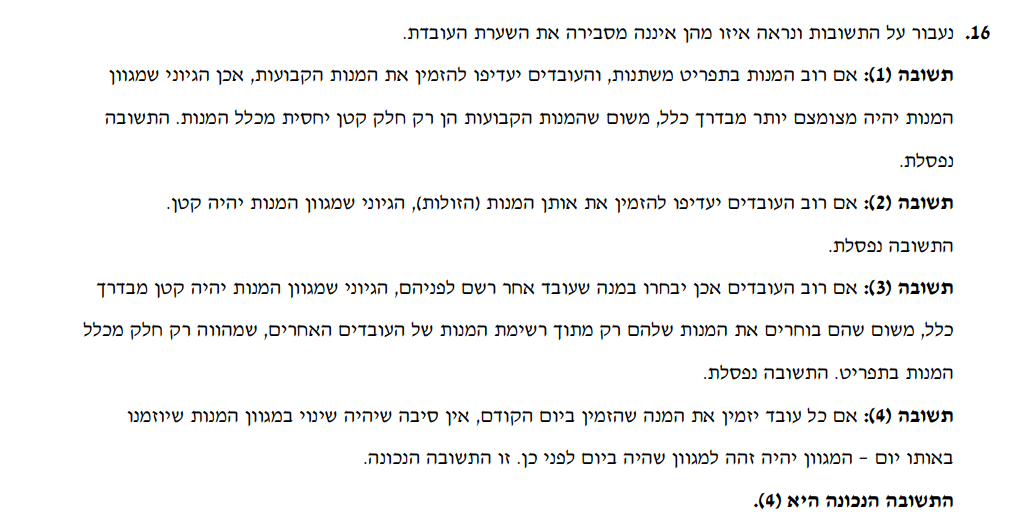 16. נעבור על התשובות ונראה איזו מהן איננה מסבירה את השערת העובדת.
תשובה (1): אם רוב המנות בתפריט משתנות, והעובדים יעדיפו להזמין את המנות הקבועות, אכן הגיוני שמגוון
המנות יהיה מצומצם יותר מבדרך כלל, משום שהמנות הקבועות הן רק חלק קטן יחסית מכלל המנות. התשובה
נפסלת.
תשובה (2): אם רוב העובדים יעדיפו להזמין את אותן המנות (הזולות), הגיוני שמגוון המנות יהיה קטן.
התשובה נפסלת.
תשובה (3): אם רוב העובדים אכן יבחרו במנה שעובד אחר רשם לפניהם, הגיוני שמגוון המנות יהיה קטן מבדרך
כלל, משום שהם בוחרים את המנות שלהם רק מתוך רשימת המנות של העובדים האחרים, שמהווה רק חלק מכלל
המנות בתפריט. התשובה נפסלת.
תשובה (4): אם כל עובד יזמין את המנה שהזמין ביום הקודם, אין סיבה שיהיה שינוי במגוון המנות שיוזמנו
באותו יום – המגוון יהיה זהה למגוון שהיה ביום לפני כן. זו התשובה הנכונה.
התשובה הנכונה היא (4).